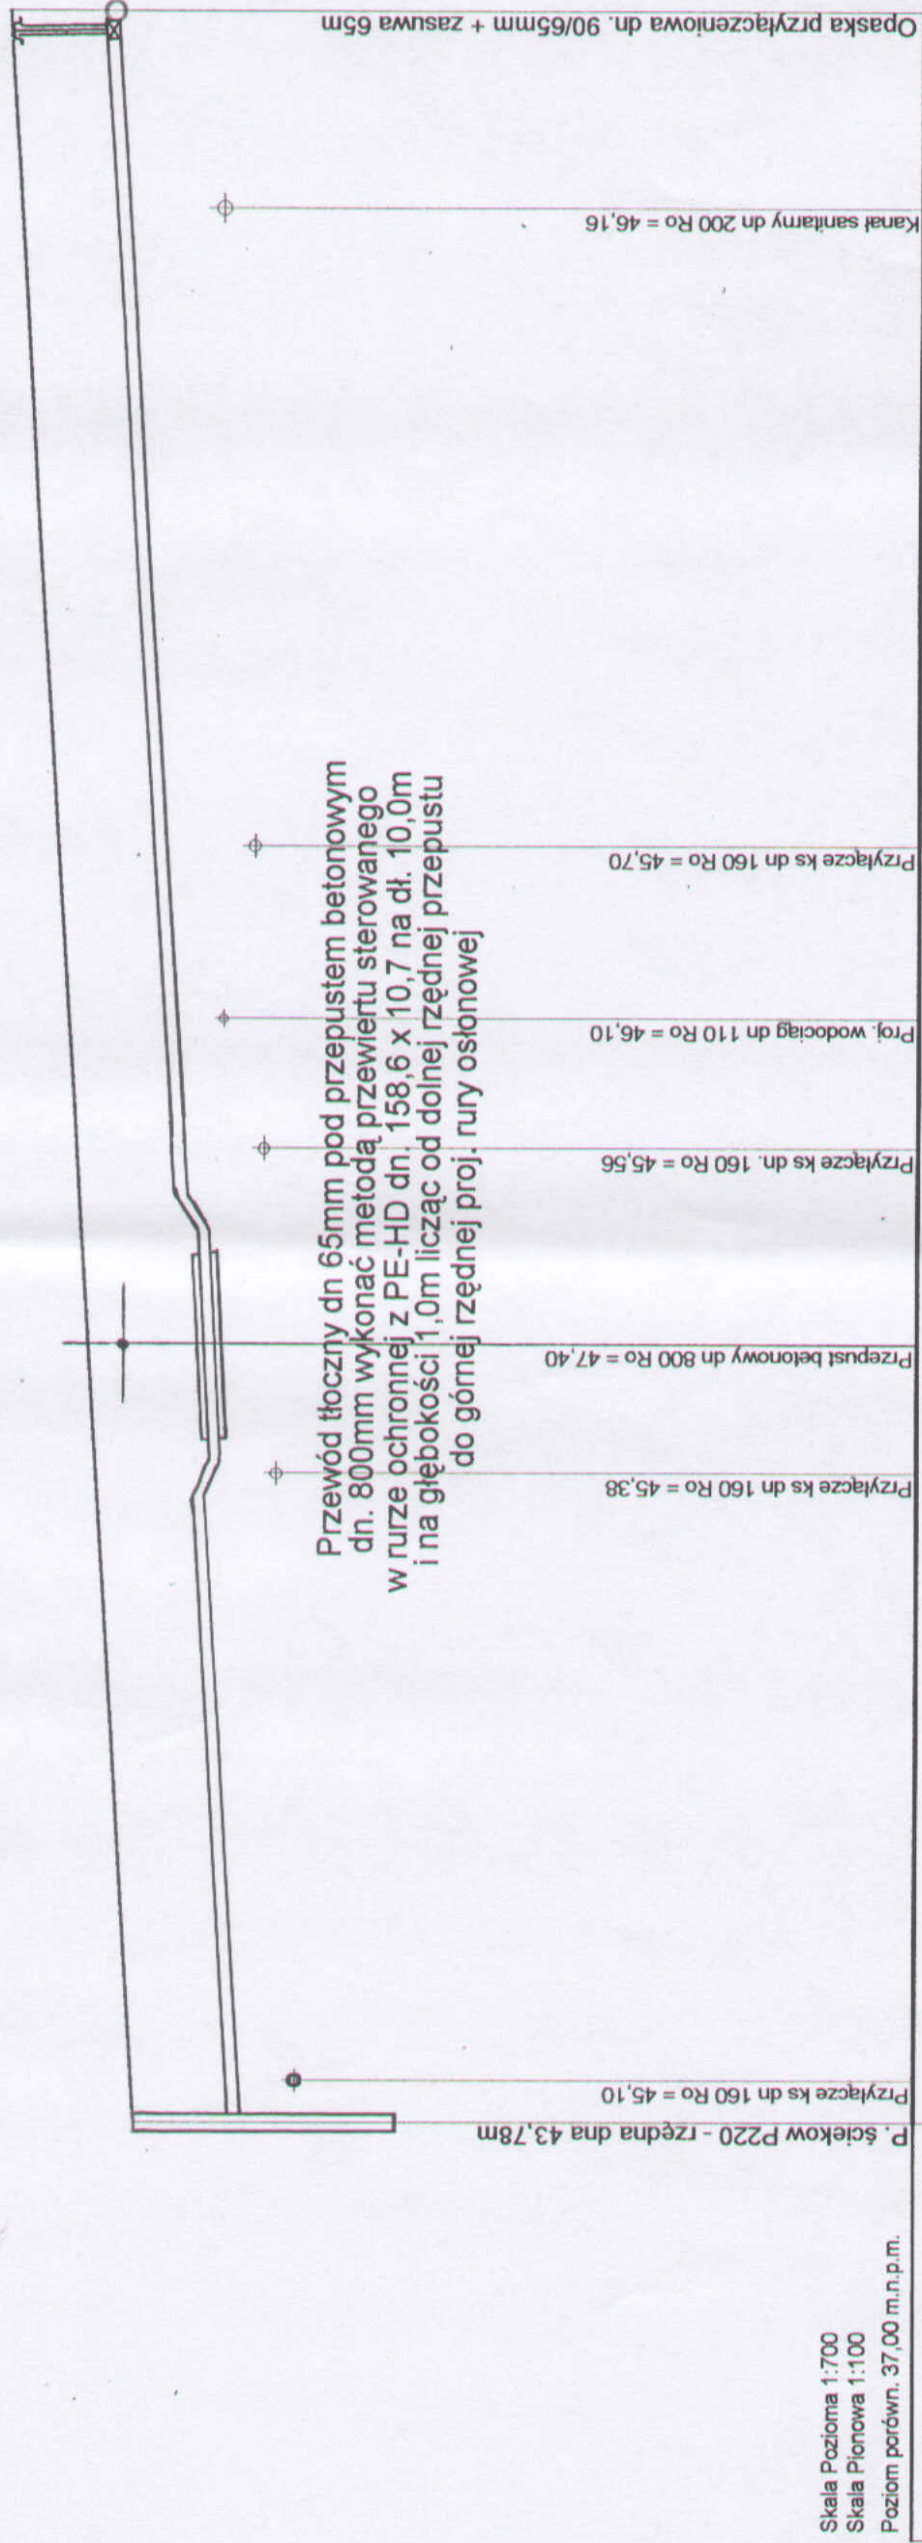 Opaska przyłączeniowa dn. 90/65mm + zasuwa 65m
Kanał sanitarny dn 200 Ro = 46,16
Przyłącze ks dn 160 Ro = 45,70
Proj. wodociąg dn 110 Ro = 46,10
Przyłącze ks dn. 160 Ro = 45,56
Przepust betonowy dn 800 Ro = 47,40
Przyłącze ks dn 160 Ro = 45,38
Przyłącze ks dn 160 Ro = 45,10
P. ściekow P220 - rzędna dna 43,78m
Przewód tłoczny dn 65mm pod przepustem betonowym
dn. 800mm wykonać metodą przewiertu sterowanego
w rurze ochronnej z PE-HD dn. 158,6 x 10,7 na dł. 10,0m
i na głębokości 1,0m licząc od dolnej rzędnej przepustu
do górnej rzędnej proj. rury osłonowej
Skala Pozioma 1:700
Skala Pionowa 1:100
Poziom porówn. 37,00 m.n.p.m.